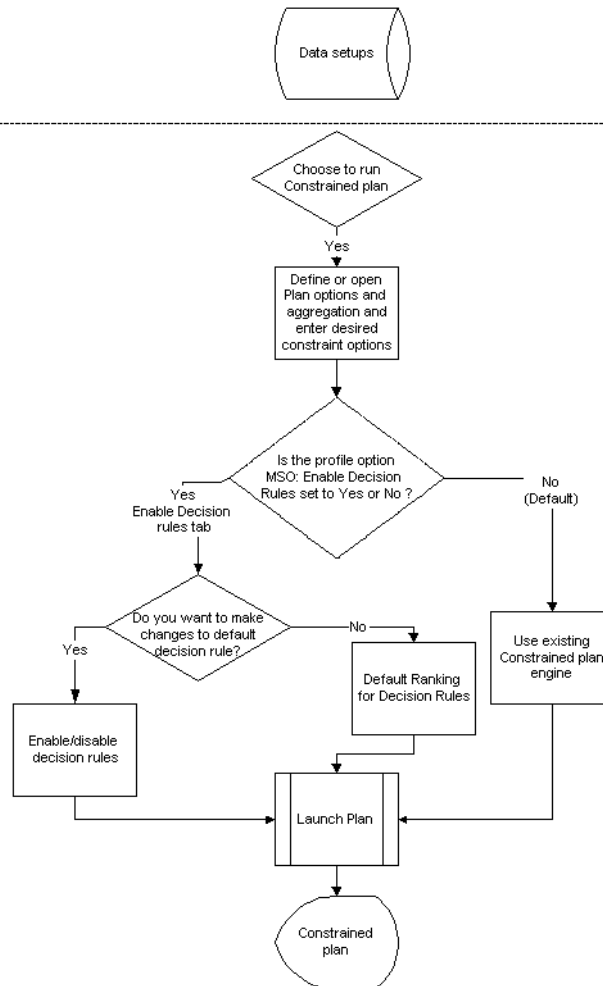 Data setups
Choose to run
Constrained plan
Yes
Define or open
Plan options and
aggregation and
enter desired
constraint options
Is the profile option
MSO: Enable Decision
Rules set to Yes or No ?
Yes
Enable Decision
rules tab
No
(Default)
Do you want to make
changes to default
decision rule?
Yes
No
Use existing
Constrained plan
engine
Default Ranking
for Decision Rules
Enable/disable
decision rules
Launch Plan
Constrained
plan